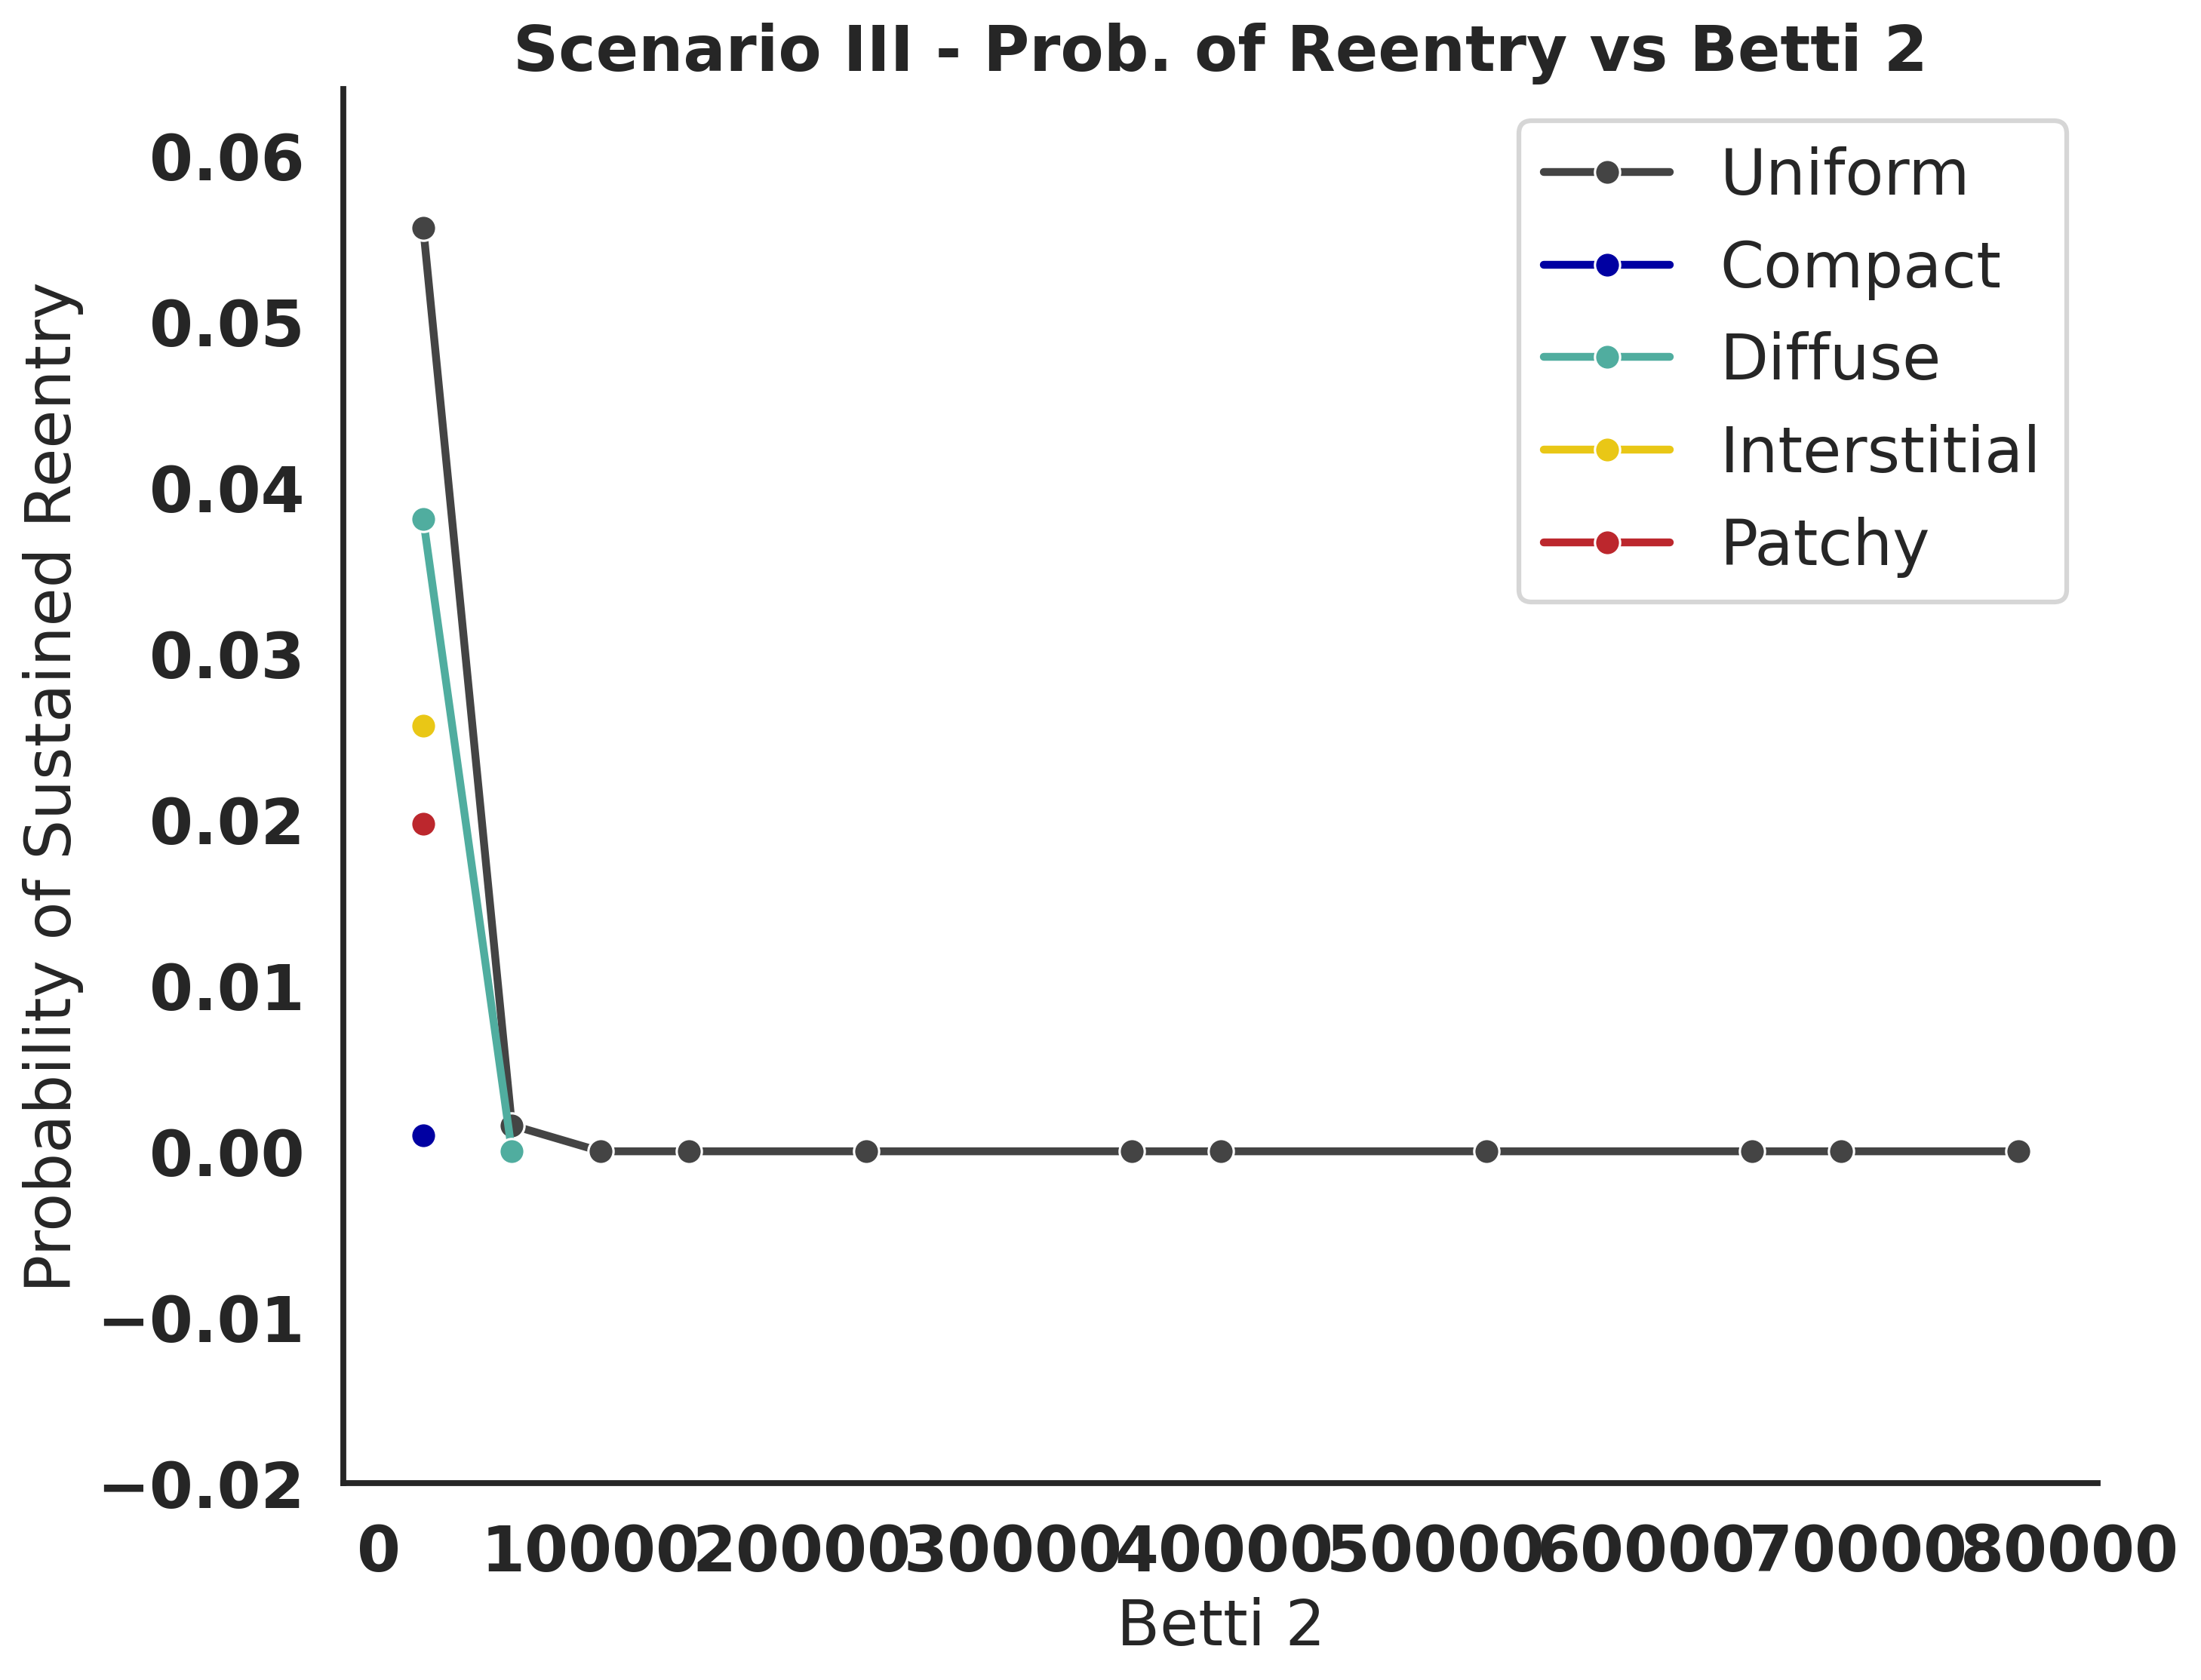 Scenario III - Prob. of Reentry vs Betti 2
Probability of Sustained Reentry
0.06
0.05
0.04
0.03
0.02
0.01
0.00
−0.01
−0.02
Uniform
Compact
Diffuse
Interstitial
Patchy
0 10000 20000 30000 40000 50000 60000 70000 80000
Betti 2